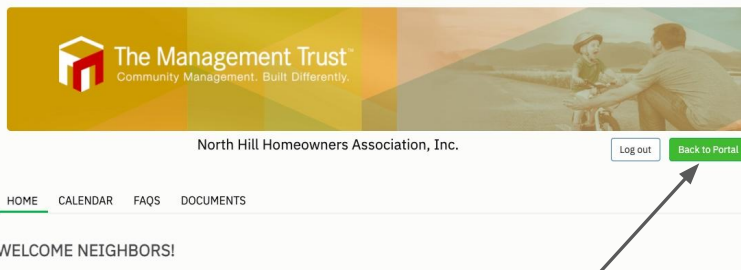 The Management Trust™
Community Management. Built Differently.
North Hill Homeowners Association, Inc.
Log out
Back to Portal
HOME CALENDAR FAQS DOCUMENTS
WELCOME NEIGHBORS!